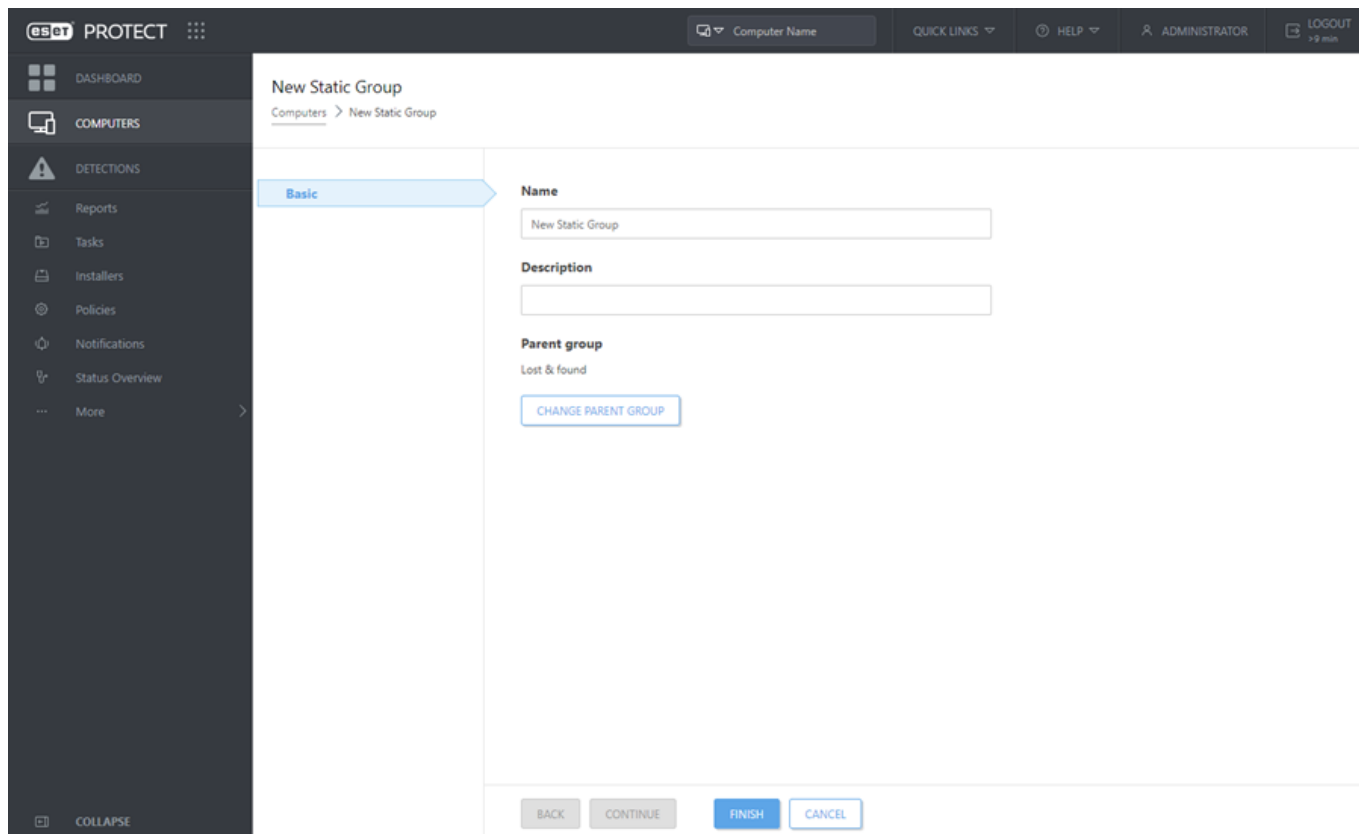 eset PROTECT
Computer Name
QUICK LINKS
HELP
ADMINISTRATOR
LOGOUT
>9 min
DASHBOARD
COMPUTERS
DETECTIONS
Reports
Tasks
Installers
Policies
Notifications
Status Overview
More
COLLAPSE
New Static Group
Computers > New Static Group
Basic
Name
New Static Group
Description
Parent group
Lost & found
CHANGE PARENT GROUP
BACK
CONTINUE
FINISH
CANCEL